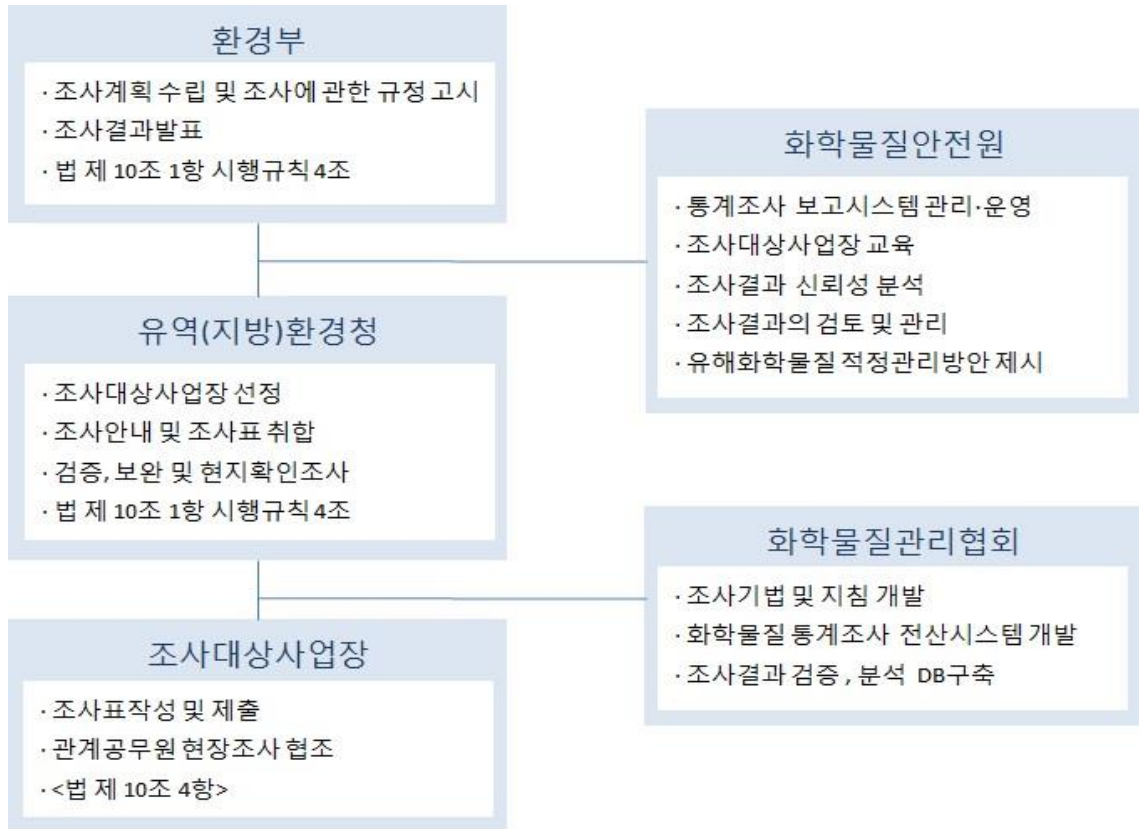 환경부
· 조사계획 수립 및 조사에 관한 규정 고시
· 조사결과발표
· 법 제 10조 1항 시행규칙 4조
화학물질안전원
· 통계조사 보고시스템 관리·운영
· 조사대상사업장 교육
· 조사결과 신뢰성 분석
· 조사결과의 검토 및 관리
· 유해화학물질 적정관리방안 제시
유역(지방)환경청
· 조사대상사업장 선정
· 조사안내 및 조사표 취합
· 검증, 보완 및 현지확인조사
· 법 제 10조 1항 시행규칙 4조
화학물질관리협회
· 조사기법 및 지침 개발
· 화학물질 통계조사 전산시스템 개발
· 조사결과 검증 , 분석 DB구축
조사대상사업장
· 조사표작성 및 제출
· 관계공무원 현장조사 협조
· <법 제 10조 4항>